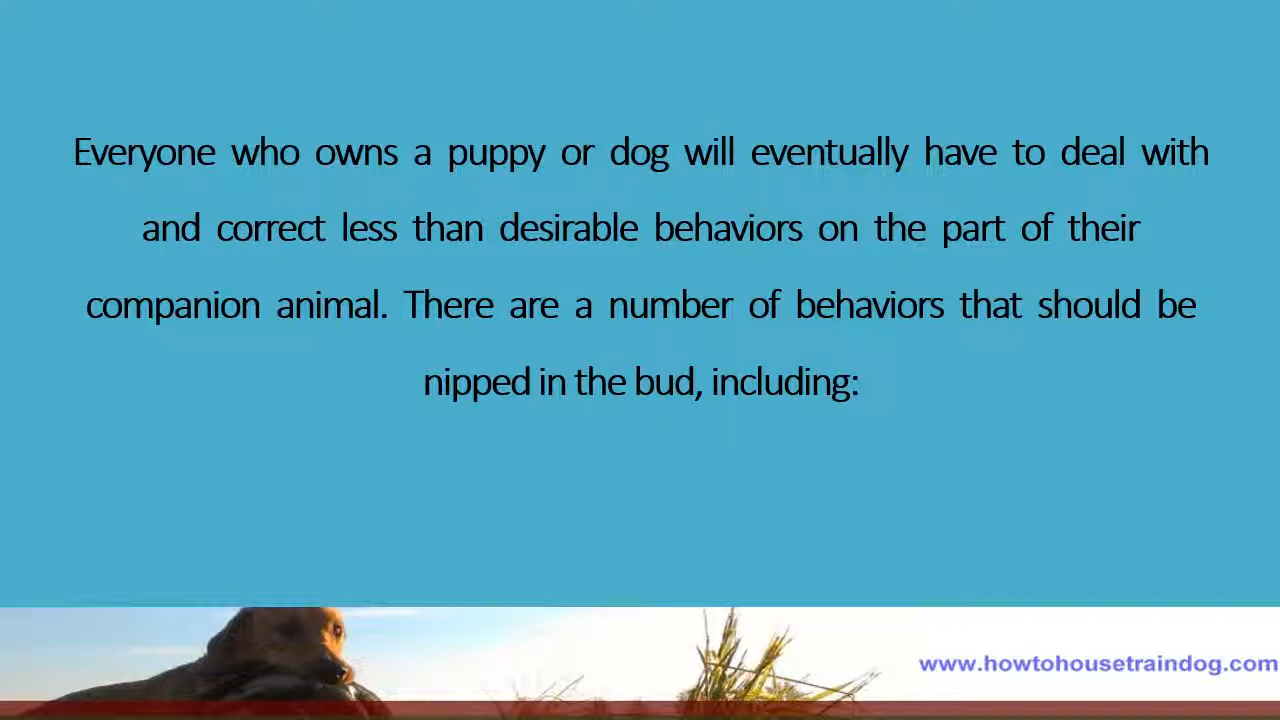 Everyone who owns a puppy or dog will eventually have to deal with
and correct less than desirable behaviors on the part of their
companion animal. There are a number of behaviors that should be
nipped in the bud, including:
www.howtohousetraindog.com